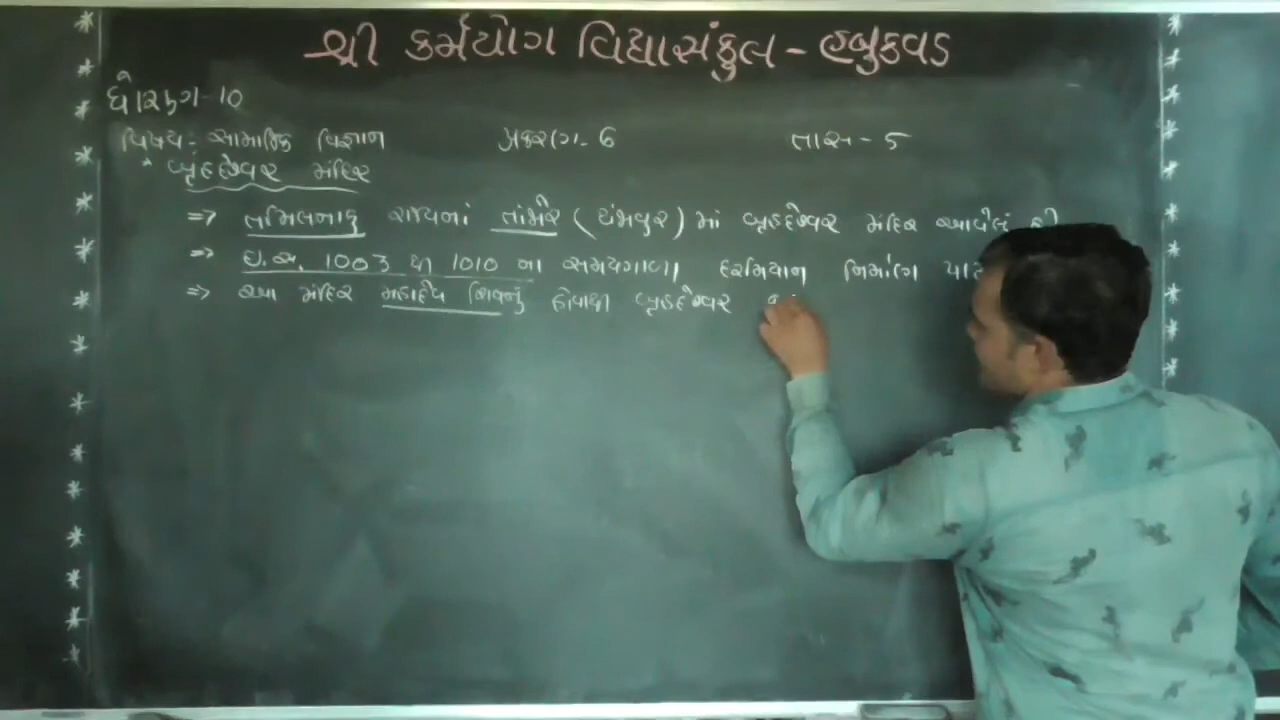 શ્રી કર્મયોગ વિદ્યાસંકુલ - હબુકવડ
ધોરણ-10
વિષય:- સામાજિક વિજ્ઞાન પ્રકરણ-6 તાસ-5
* બૃહદેશ્વર મંદિર
=> તમિલનાડુ રાજ્યનાં તાંજોર (થંજાવુર) માં બૃહદેશ્વર મંદિર આવેલું
=> ઇ.સ. 1003 થી 1010 ના સમયગાળા દરમિયાન નિર્માણ
=> આ મંદિર મહાદેવ શિવનું હોવાથી બૃહદેશ્વર